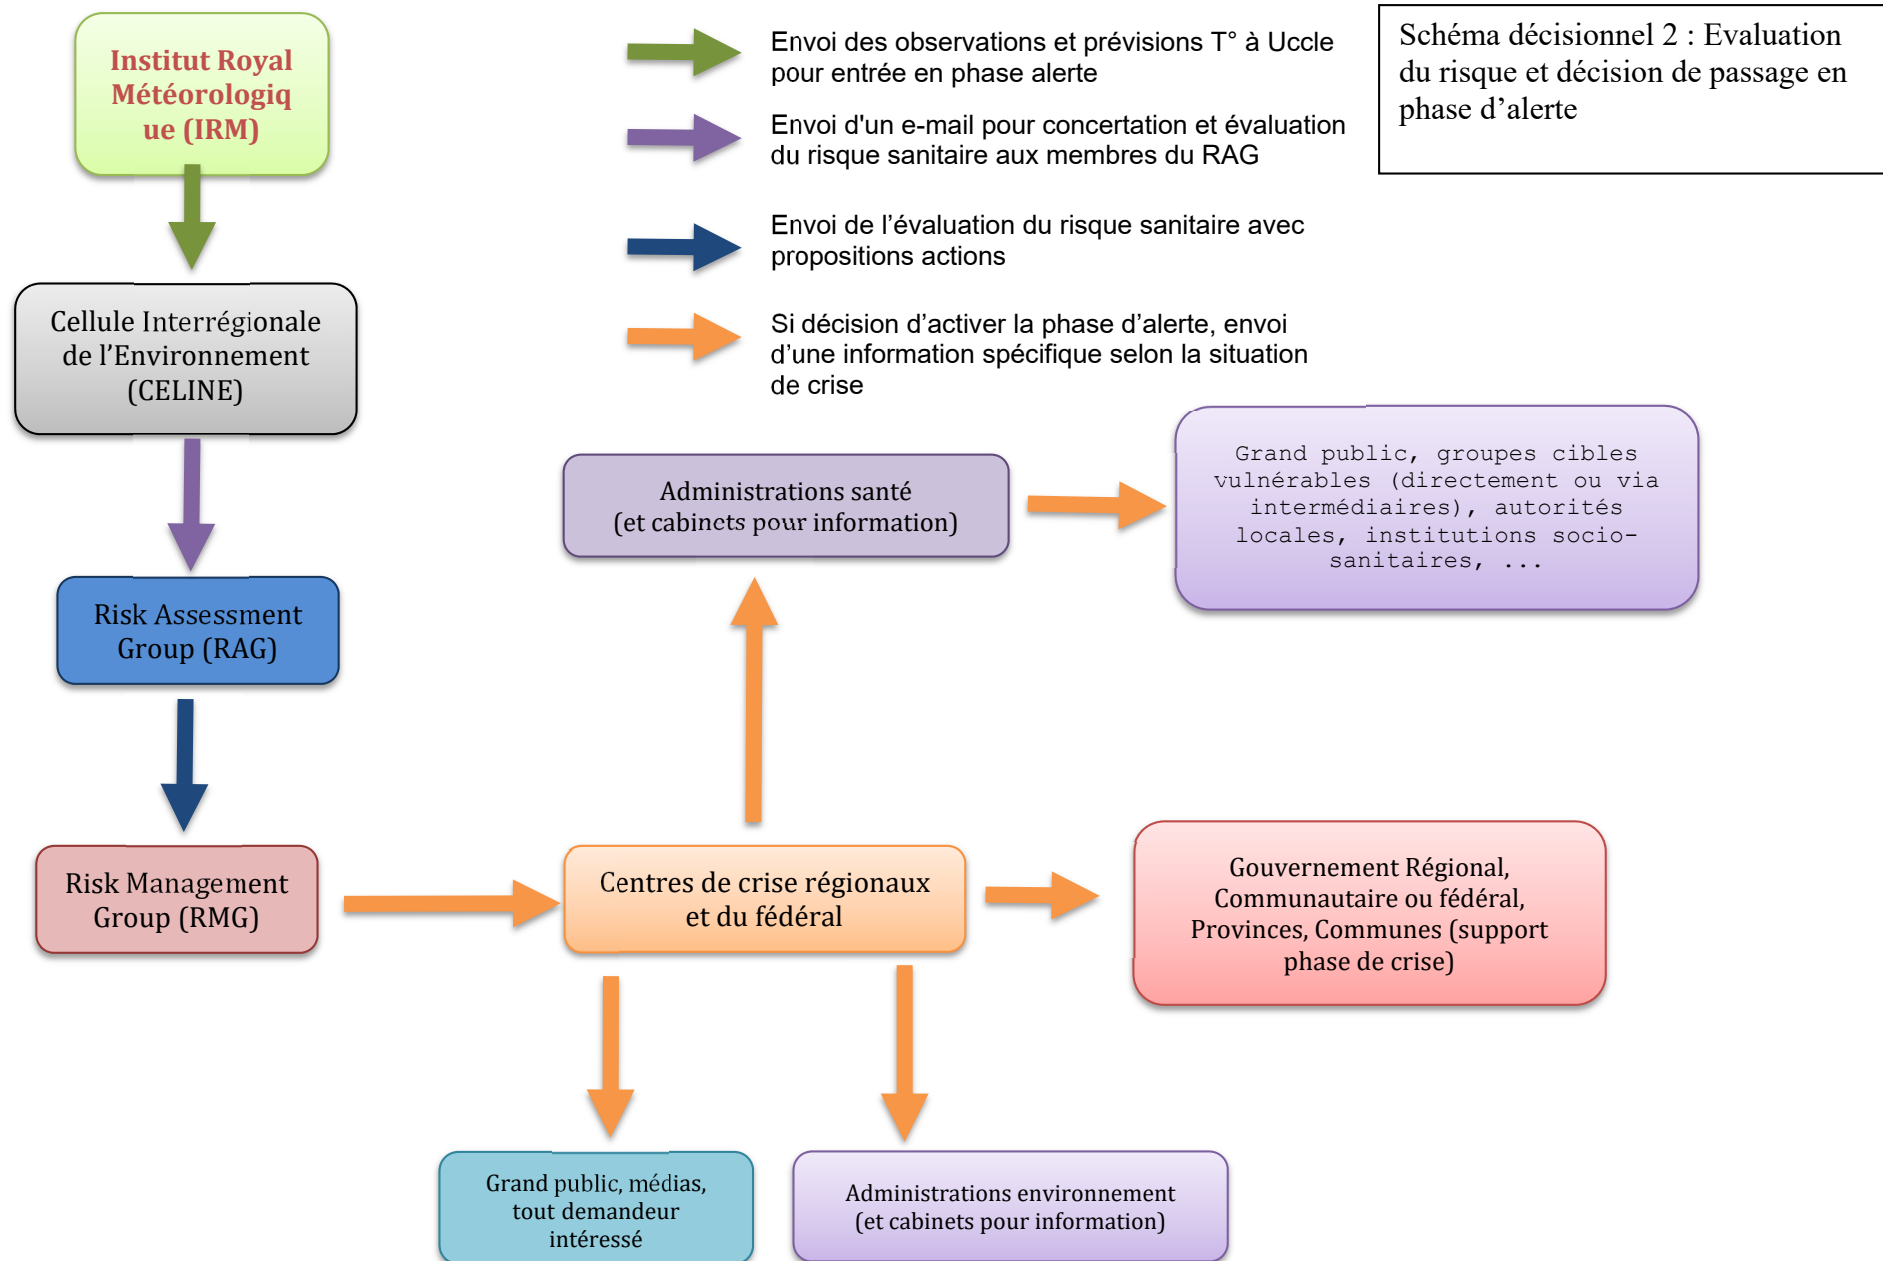 Institut Royal
Météorologiq
ue (IRM)
Envoi des observations et prévisions T° à Uccle
pour entrée en phase alerte
Envoi d'un e-mail pour concertation et évaluation
du risque sanitaire aux membres du RAG
Envoi de l’évaluation du risque sanitaire avec
propositions actions
Si décision d’activer la phase d’alerte, envoi
d’une information spécifique selon la situation
de crise
Schéma décisionnel 2 : Evaluation
du risque et décision de passage en
phase d’alerte
Cellule Interrégionale
de l’Environnement
(CELINE)
Administrations santé
(et cabinets pour information)
Grand public, groupes cibles
vulnérables (directement ou via
intermédiaires), autorités
locales, institutions socio-
sanitaires, ...
Risk Assessment
Group (RAG)
Risk Management
Group (RMG)
Centres de crise régionaux
et du fédéral
Gouvernement Régional,
Communautaire ou fédéral,
Provinces, Communes (support
phase de crise)
Grand public, médias,
tout demandeur
intéressé
Administrations environnement
(et cabinets pour information)